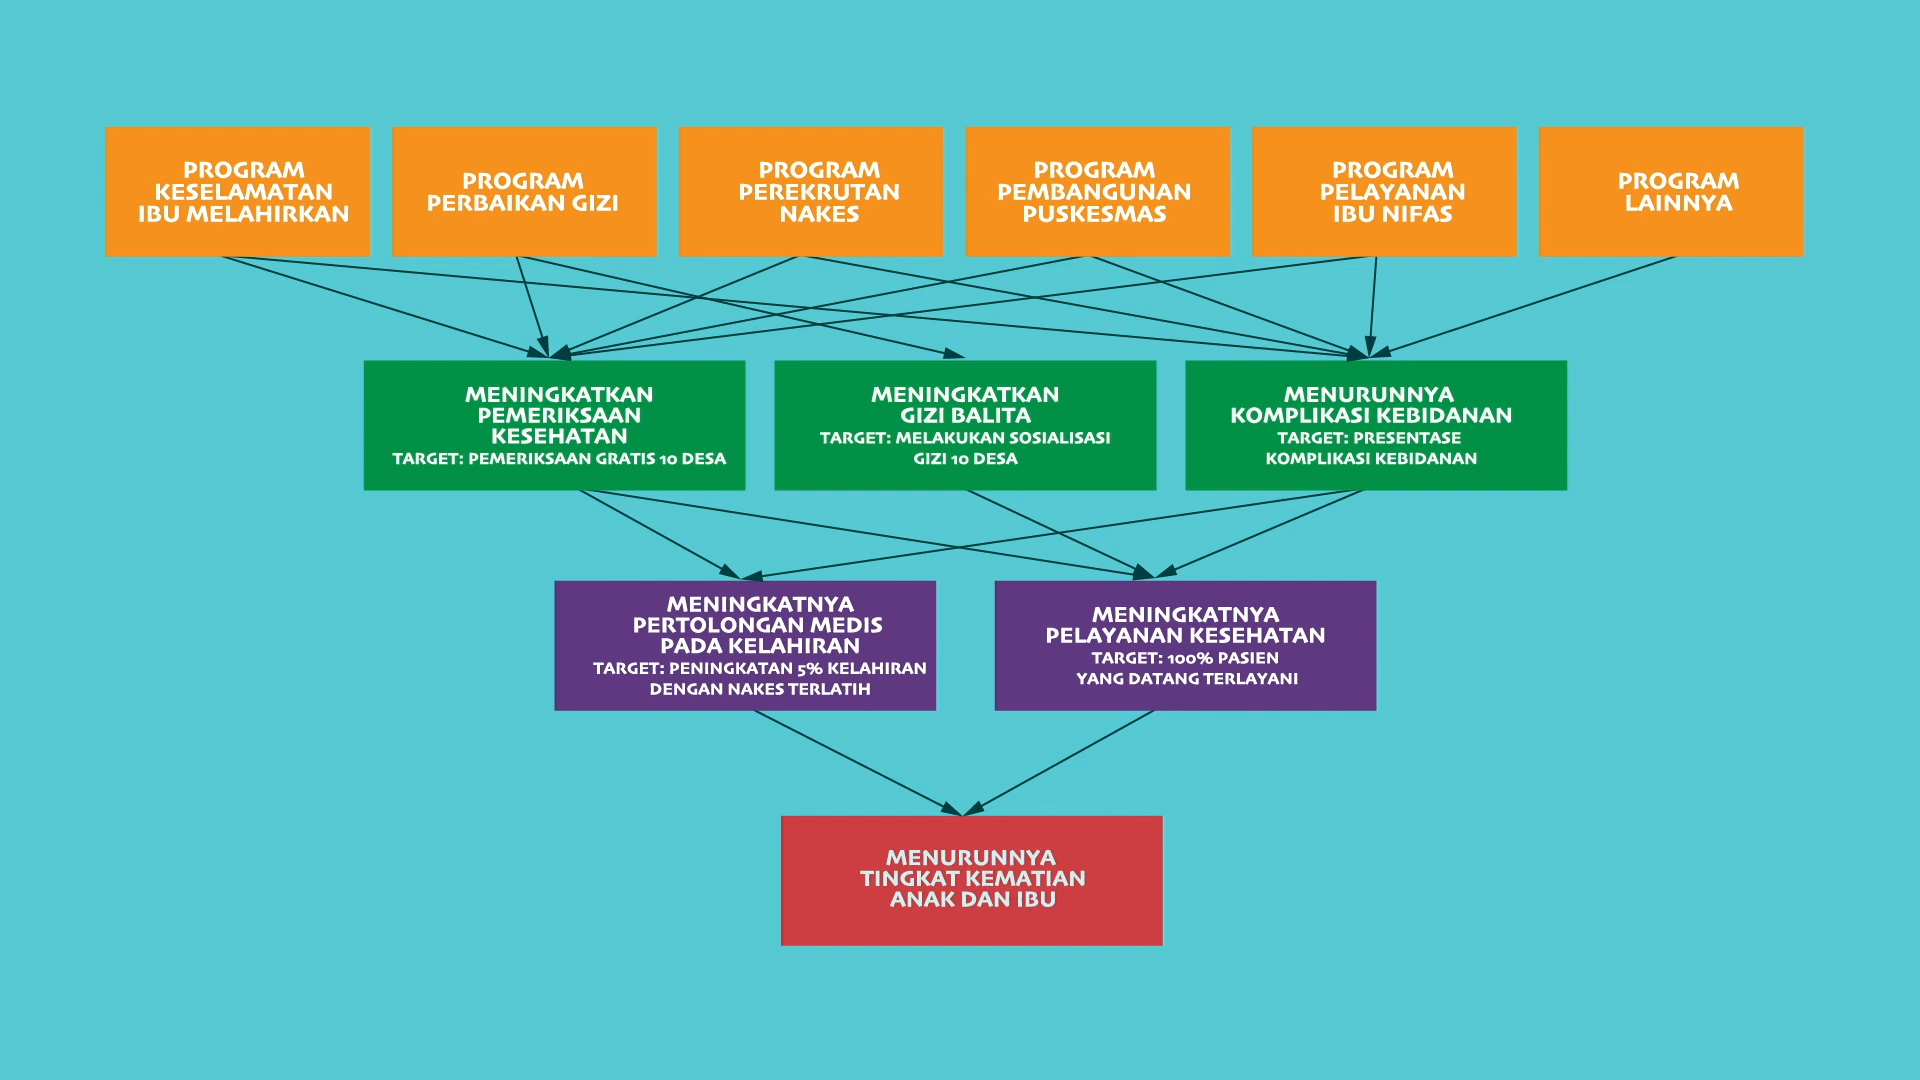 PROGRAM
KESELAMATAN
IBU MELAHIRKAN
PROGRAM
PERBAIKAN GIZI
PROGRAM
PEREKRUTAN
NAKES
PROGRAM
PEMBANGUNAN
PUSKESMAS
PROGRAM
PELAYANAN
IBU NIFAS
PROGRAM
LAINNYA
MENINGKATKAN
PEMERIKSAAN
KESEHATAN
TARGET: PEMERIKSAAN GRATIS 10 DESA
MENINGKATKAN
GIZI BALITA
TARGET: MELAKUKAN SOSIALISASI
GIZI 10 DESA
MENURUNNYA
KOMPLIKASI KEBIDANAN
TARGET: PRESENTASE
KOMPLIKASI KEBIDANAN
MENINGKATNYA
PERTOLONGAN MEDIS
PADA KELAHIRAN
TARGET: PENINGKATAN 5% KELAHIRAN
DENGAN NAKES TERLATIH
MENINGKATNYA
PELAYANAN KESEHATAN
TARGET: 100% PASIEN
YANG DATANG TERLAYANI
MENURUNNYA
TINGKAT KEMATIAN
ANAK DAN IBU